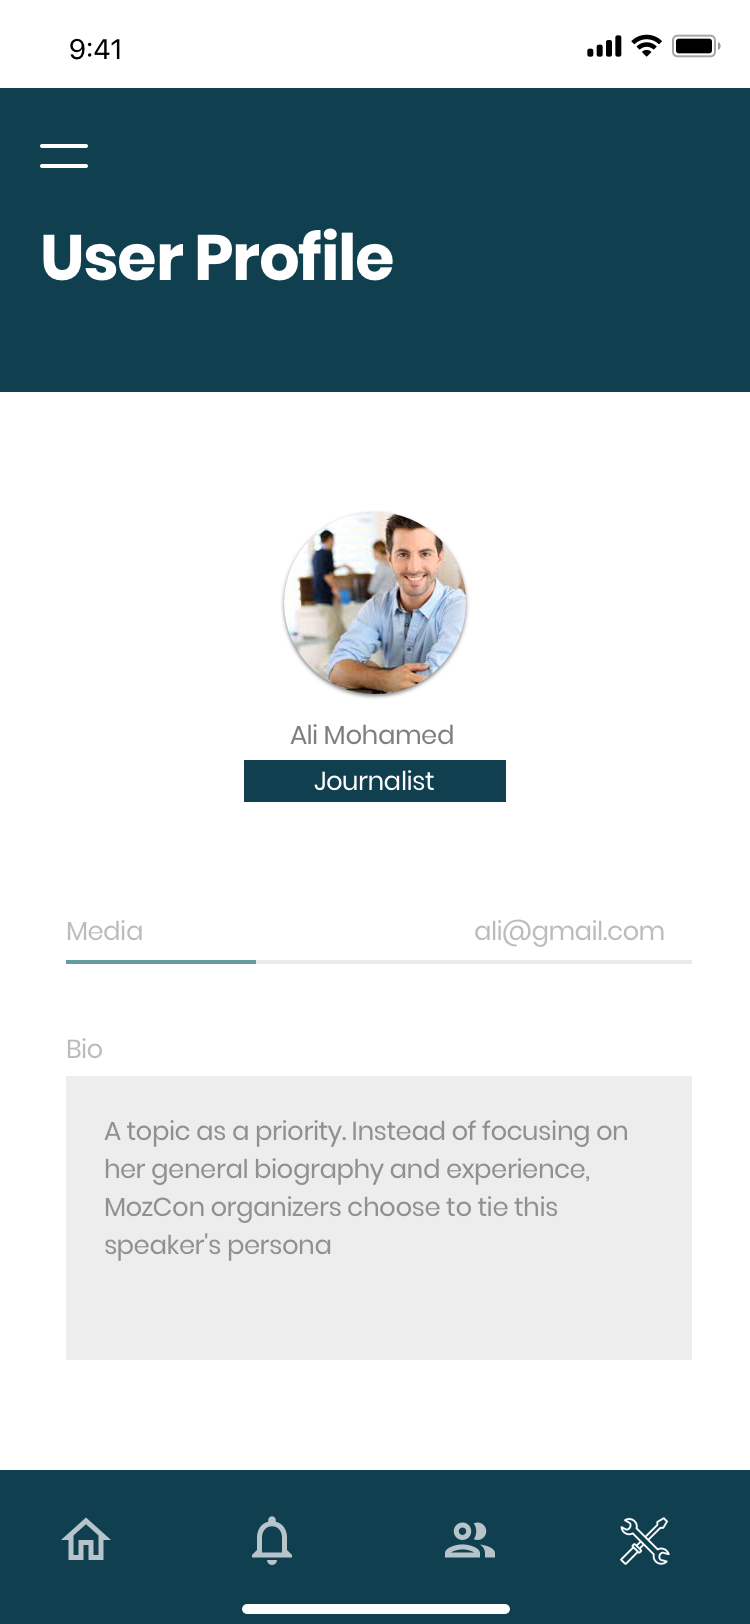 9:41
User Profile
Ali Mohamed
Journalist
Media ali@gmail.com
Bio
A topic as a priority. Instead of focusing on
her general biography and experience,
MozCon organizers choose to tie this
speaker's persona